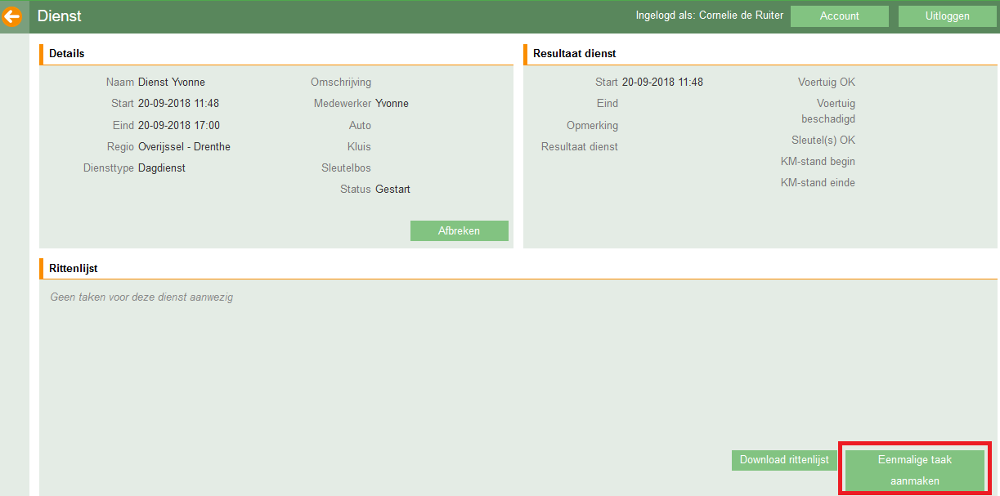 Dienst
Ingelogd als: Cornelie de Ruiter
Account
Uitloggen
Details
Naam Dienst Yvonne
Start 20-09-2018 11:48
Eind 20-09-2018 17:00
Regio Overijssel - Drenthe
Diensttype Dagdienst
Omschrijving
Medewerker Yvonne
Auto
Kluis
Sleutelbos
Status Gestart
Afbreken
Resultaat dienst
Start 20-09-2018 11:48
Eind
Opmerking
Resultaat dienst
Voertuig OK
Voertuig
beschadigd
Sleutel(s) OK
KM-stand begin
KM-stand einde
Rittenlijst
Geen taken voor deze dienst aanwezig
Download rittenlijst
Eenmalige taak
aanmaken